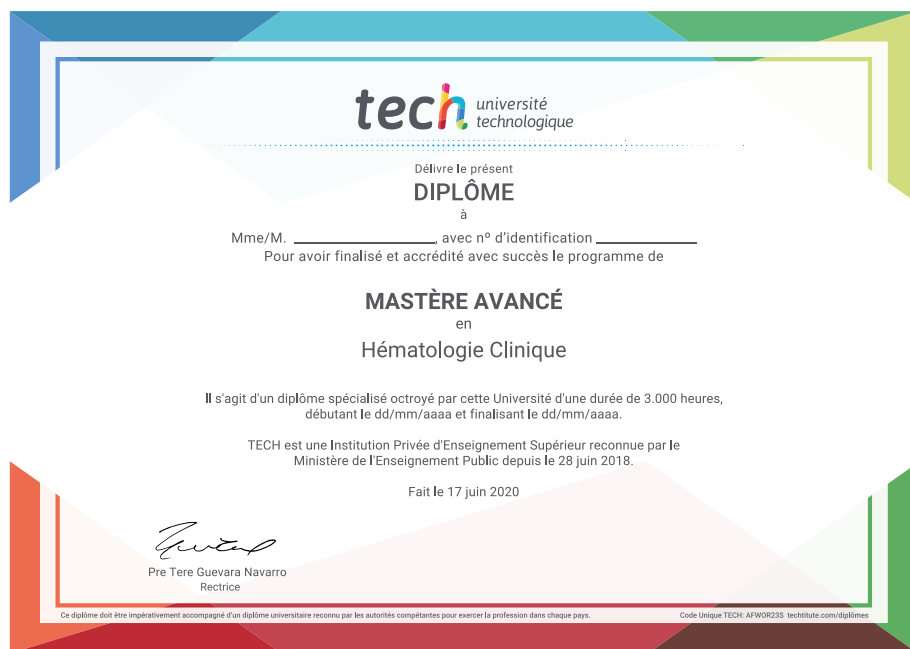 tech université
technologique
Délivre le présent
DIPLÔME
à
Mme/M. ____________, avec nº d'identification ____________
Pour avoir finalisé et accrédité avec succès le programme de
MASTÈRE AVANCÉ
en
Hématologie Clinique
Il s'agit d'un diplôme spécialisé octroyé par cette Université d'une durée de 3.000 heures,
débutant le dd/mm/aaaa et finalisant le dd/mm/aaaa.
TECH est une Institution Privée d'Enseignement Supérieur reconnue par le
Ministère de l'Enseignement Public depuis le 28 juin 2018.
Fait le 17 juin 2020
Pre Tere Guevara Navarro
Rectrice
Ce diplôme doit être impérativement accompagné d'un diplôme universitaire reconnu par les autorités compétentes pour exercer la profession dans chaque pays.
Code Unique TECH: AFWOR23S techtitute.com/diplômes